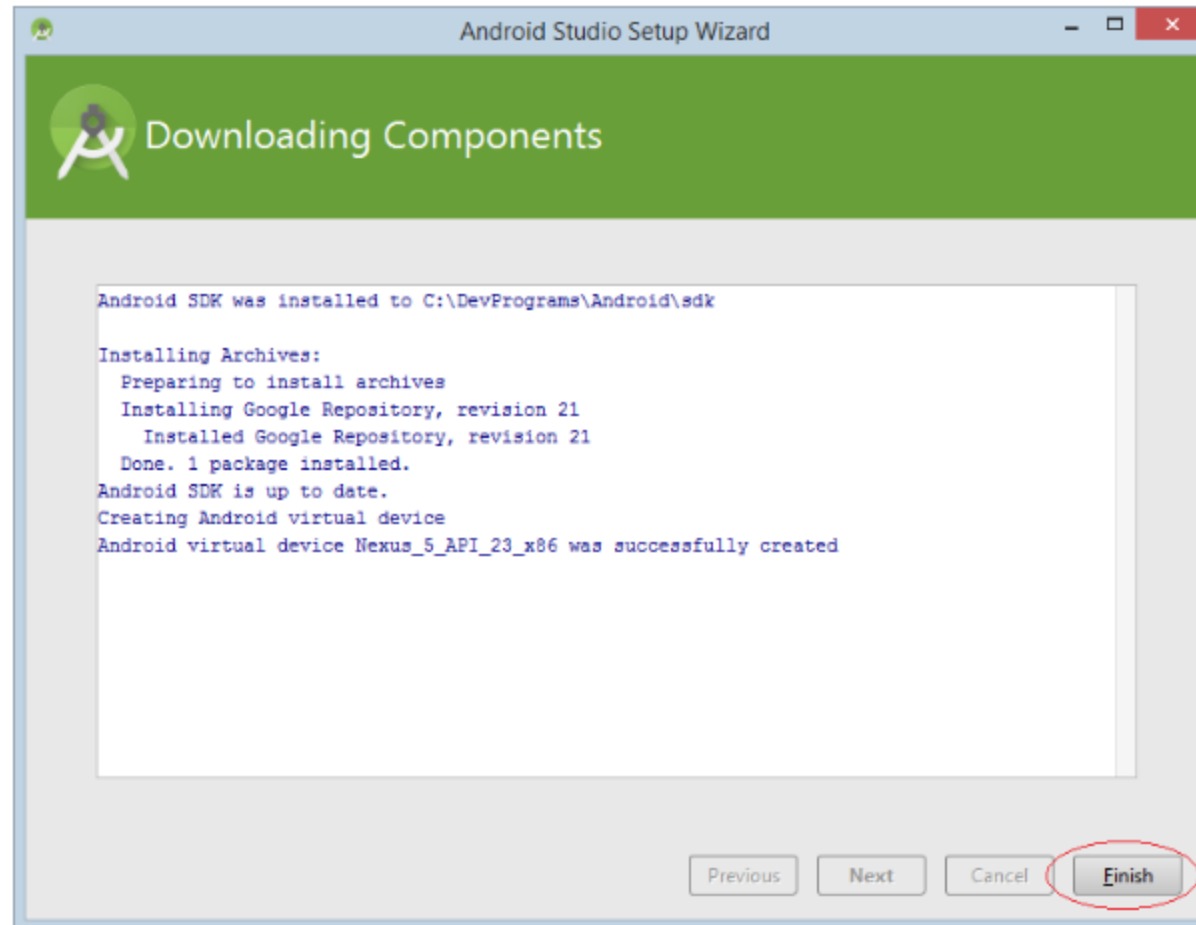 Android Studio Setup Wizard
Downloading Components
Android SDK was installed to C:\DevPrograms\Android\sdk
Installing Archives:
Preparing to install archives
Installing Google Repository, revision 21
Installed Google Repository, revision 21
Done. 1 package installed.
Android SDK is up to date.
Creating Android virtual device
Android virtual device Nexus_5_API_23_x86 was successfully created
Previous Next Cancel Finish